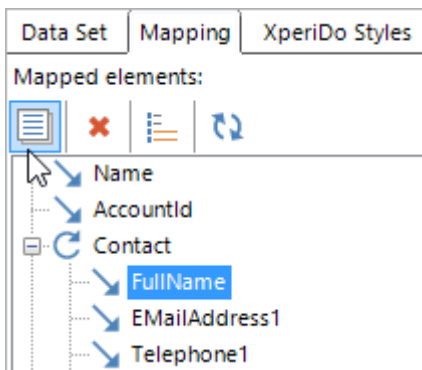 Data Set Mapping XperiDo Styles
Mapped elements:
Name
AccountId
Contact
FullName
EMailAddress1
Telephone1